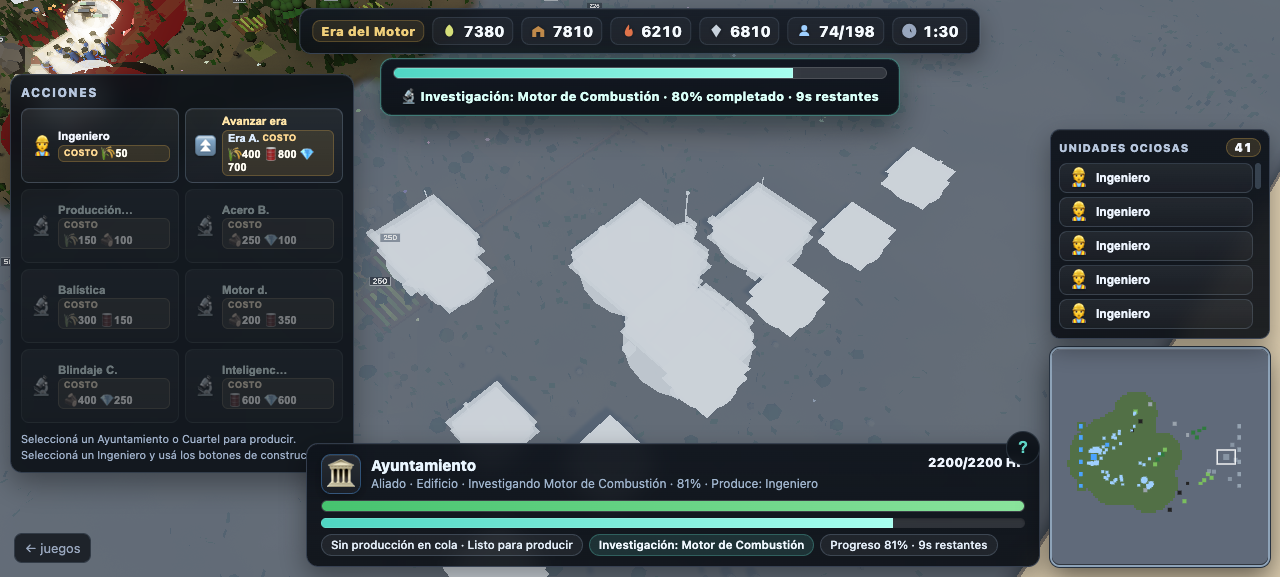 226
Era del Motor
7380
7810
6210
6810
74/198
1:30
Investigación: Motor de Combustión · 80% completado · 9s restantes
ACCIONES
Ingeniero
COSTO 50
Avanzar era
Era A. COSTO
400 800
700
Producción...
COSTO
150 100
Acero B.
COSTO
250 100
Balística
COSTO
300 150
Motor d.
COSTO
200 350
Blindaje C.
COSTO
400 250
Inteligenc...
COSTO
600 600
Seleccioná un Ayuntamiento o Cuartel para producir.
Seleccioná un Ingeniero y usá los botones de construc
250
250
UNIDADES OCIOSAS 41
Ingeniero
Ingeniero
Ingeniero
Ingeniero
Ingeniero
?
Ayuntamiento
2200/2200
Aliado · Edificio · Investigando Motor de Combustión · 81% · Produce: Ingeniero
Sin producción en cola · Listo para producir
Investigación: Motor de Combustión
Progreso 81% · 9s restantes
← juegos